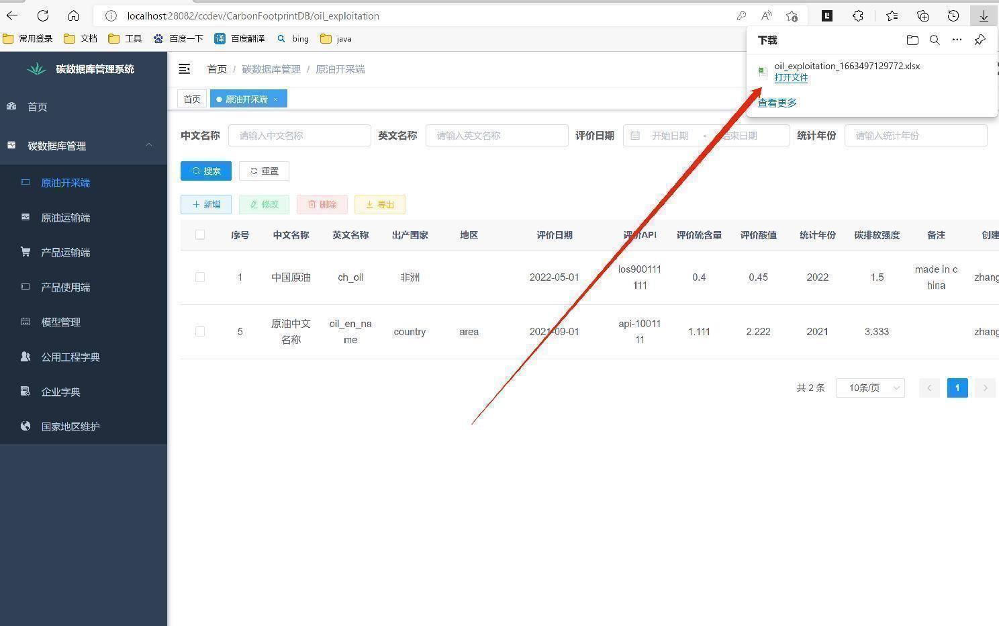 localhost:28082/ccdev/CarbonFootprintDB/oil_exploitation
常用登录 文档 工具 百度一下 译 百度翻译 bing java
下载
oil_exploitation_1663497129772.xlsx
打开文件
查看更多
碳数据库管理系统
首页 / 碳数据库管理 / 原油开采端
首页 原油开采端 ×
首页
碳数据库管理
原油开采端
原油运输端
产品运输端
产品使用端
模型管理
公用工程字典
企业字典
国家地区维护
中文名称 请输入中文名称 英文名称 请输入英文名称 评价日期 开始日期 - 结束日期 统计年份 请输入统计年份
搜索 重置
新增 修改 删除 导出
序号 中文名称 英文名称 出产国家 地区 评价日期 评价API 评价硫含量 评价酸值 统计年份 碳排放强度 备注 创建
1 中国原油 ch_oil 非洲 2022-05-01 ios900111 0.4 0.45 2022 1.5 made in c zhang
111 hina
5 原油中文 oil_en_na country area 2021-09-01 api-10011 1.111 2.222 2021 3.333 zhang
名称 me 11
共 2 条 10条/页 < 1 >